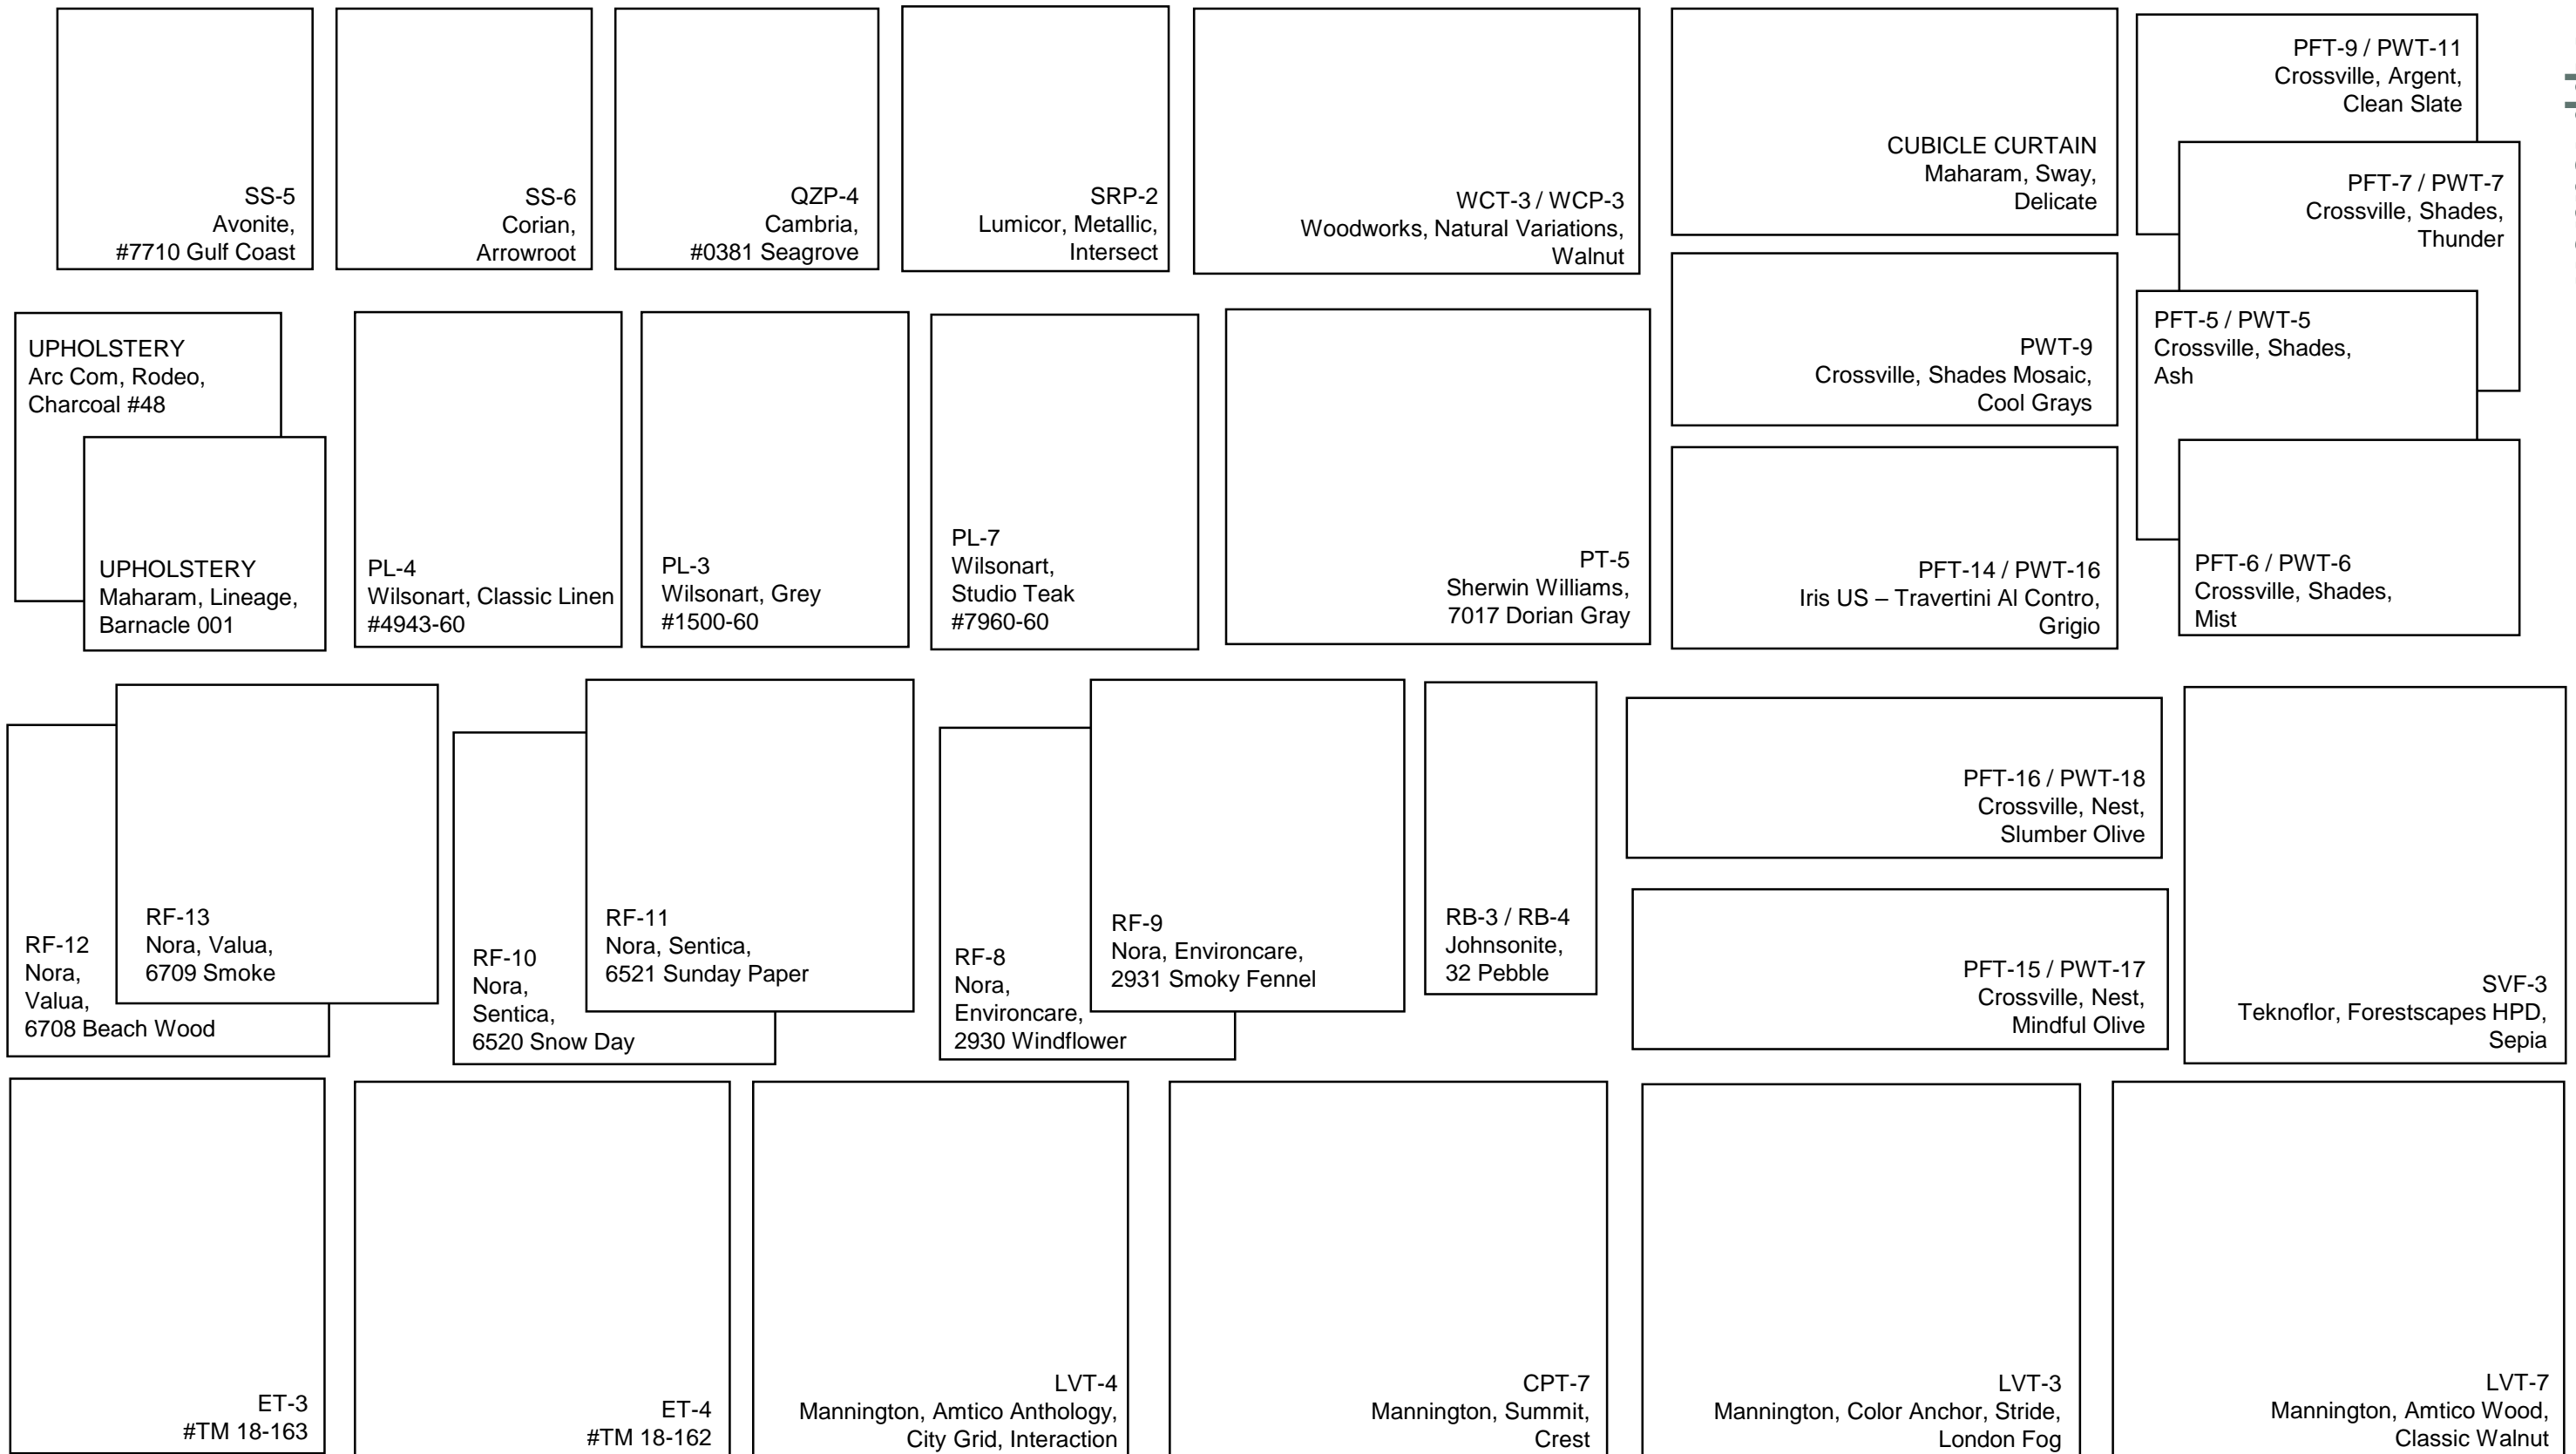 SS-5
Avonite,
#7710 Gulf Coast
SS-6
Corian,
Arrowroot
QZP-4
Cambria,
#0381 Seagrove
SRP-2
Lumicor, Metallic,
Intersect
WCT-3 / WCP-3
Woodworks, Natural Variations,
Walnut
CUBICLE CURTAIN
Maharam, Sway,
Delicate
PFT-9 / PWT-11
Crossville, Argent,
Clean Slate
PFT-7 / PWT-7
Crossville, Shades,
Thunder
UPHOLSTERY
Arc Com, Rodeo,
Charcoal #48
UPHOLSTERY
Maharam, Lineage,
Barnacle 001
PL-4
Wilsonart, Classic Linen
#4943-60
PL-3
Wilsonart, Grey
#1500-60
PL-7
Wilsonart,
Studio Teak
#7960-60
PT-5
Sherwin Williams,
7017 Dorian Gray
PWT-9
Crossville, Shades Mosaic,
Cool Grays
PFT-14 / PWT-16
Iris US – Travertini Al Contro,
Grigio
PFT-5 / PWT-5
Crossville, Shades,
Ash
PFT-6 / PWT-6
Crossville, Shades,
Mist
RF-12
Nora,
Valua,
6708 Beach Wood
RF-13
Nora, Valua,
6709 Smoke
RF-10
Nora,
Sentica,
6520 Snow Day
RF-11
Nora, Sentica,
6521 Sunday Paper
RF-8
Nora,
Environcare,
2930 Windflower
RF-9
Nora, Environcare,
2931 Smoky Fennel
RB-3 / RB-4
Johnsonite,
32 Pebble
PFT-16 / PWT-18
Crossville, Nest,
Slumber Olive
PFT-15 / PWT-17
Crossville, Nest,
Mindful Olive
SVF-3
Teknoflor, Forestscapes HPD,
Sepia
ET-3
#TM 18-163
ET-4
#TM 18-162
LVT-4
Mannington, Amtico Anthology,
City Grid, Interaction
CPT-7
Mannington, Summit,
Crest
LVT-3
Mannington, Color Anchor, Stride,
London Fog
LVT-7
Mannington, Amtico Wood,
Classic Walnut